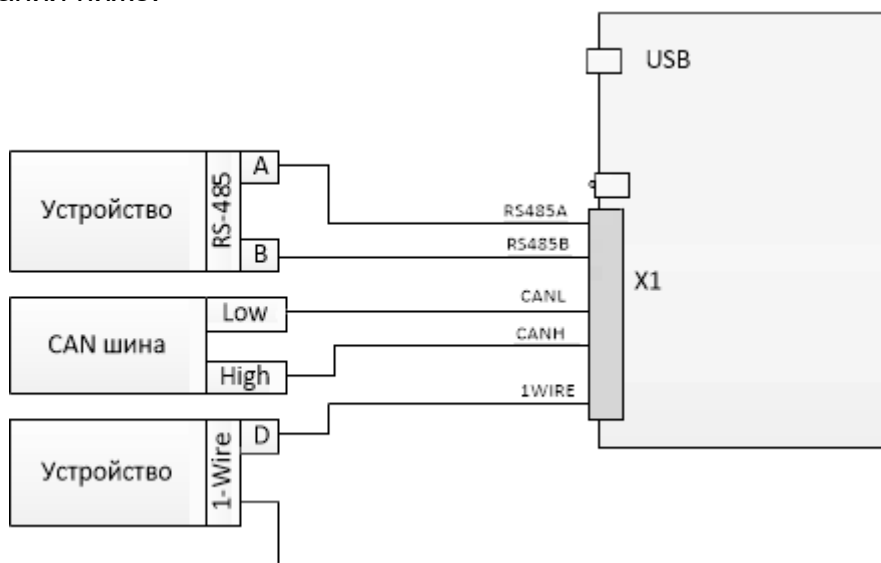 USB
A
Устройство
RS-485
RS485A
B
RS485B
X1
Low
CANL
CAN шина
CANH
High
1WIRE
D
Устройство
1-Wire